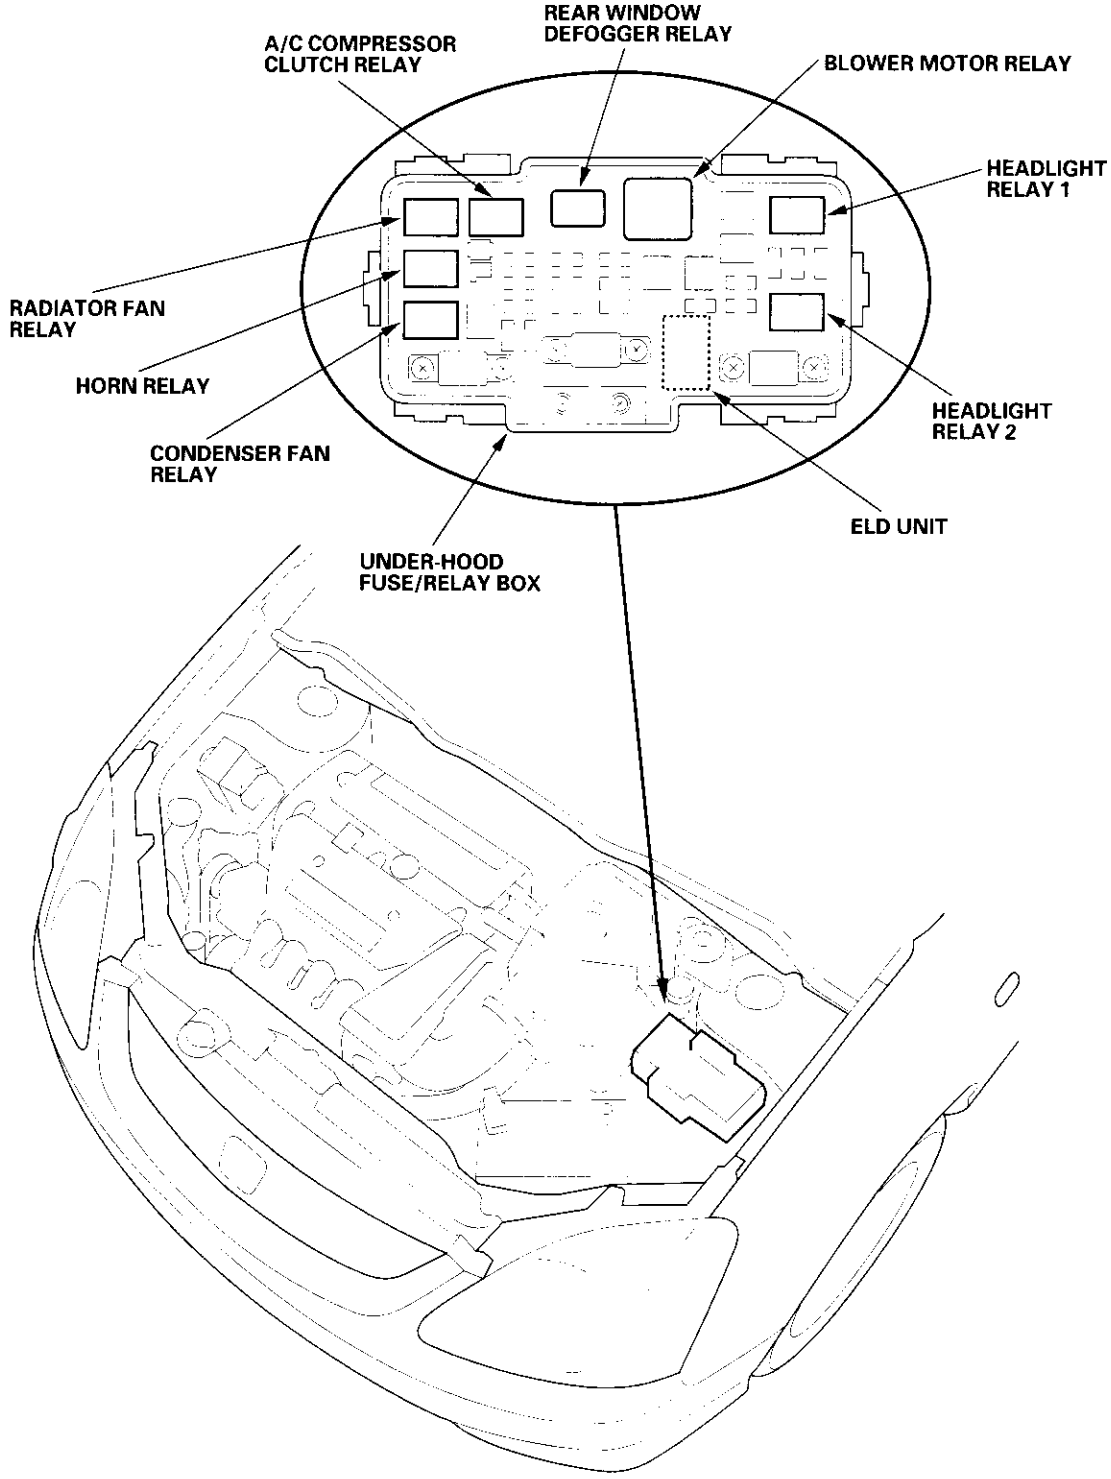 REAR WINDOW
DEFOGGER RELAY
A/C COMPRESSOR
CLUTCH RELAY
BLOWER MOTOR RELAY
HEADLIGHT
RELAY 1
RADIATOR FAN
RELAY
HORN RELAY
CONDENSER FAN
RELAY
HEADLIGHT
RELAY 2
ELD UNIT
UNDER-HOOD
FUSE/RELAY BOX